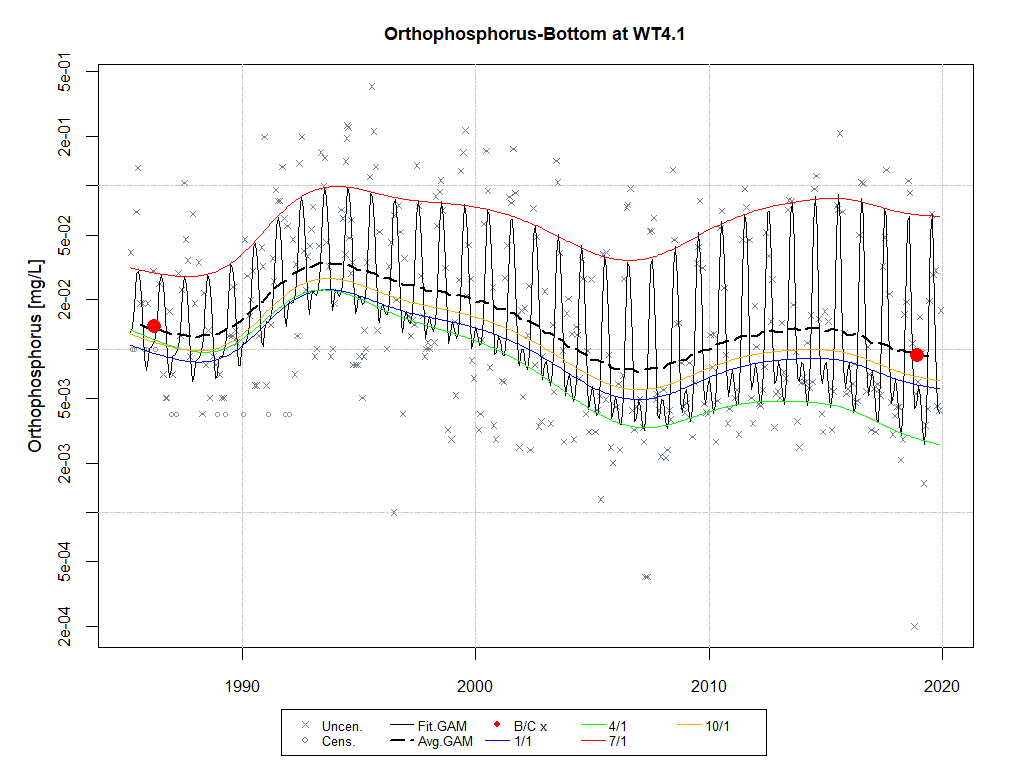 Orthophosphorus-Bottom at WT4.1
Orthophosphorus [mg/L]
5e-01
2e-01
5e-02
2e-02
5e-03
2e-03
5e-04
2e-04
1990 2000 2010 2020
Uncen. Fit.GAM B/C x 4/1 10/1
Cens. Avg.GAM 1/1 7/1